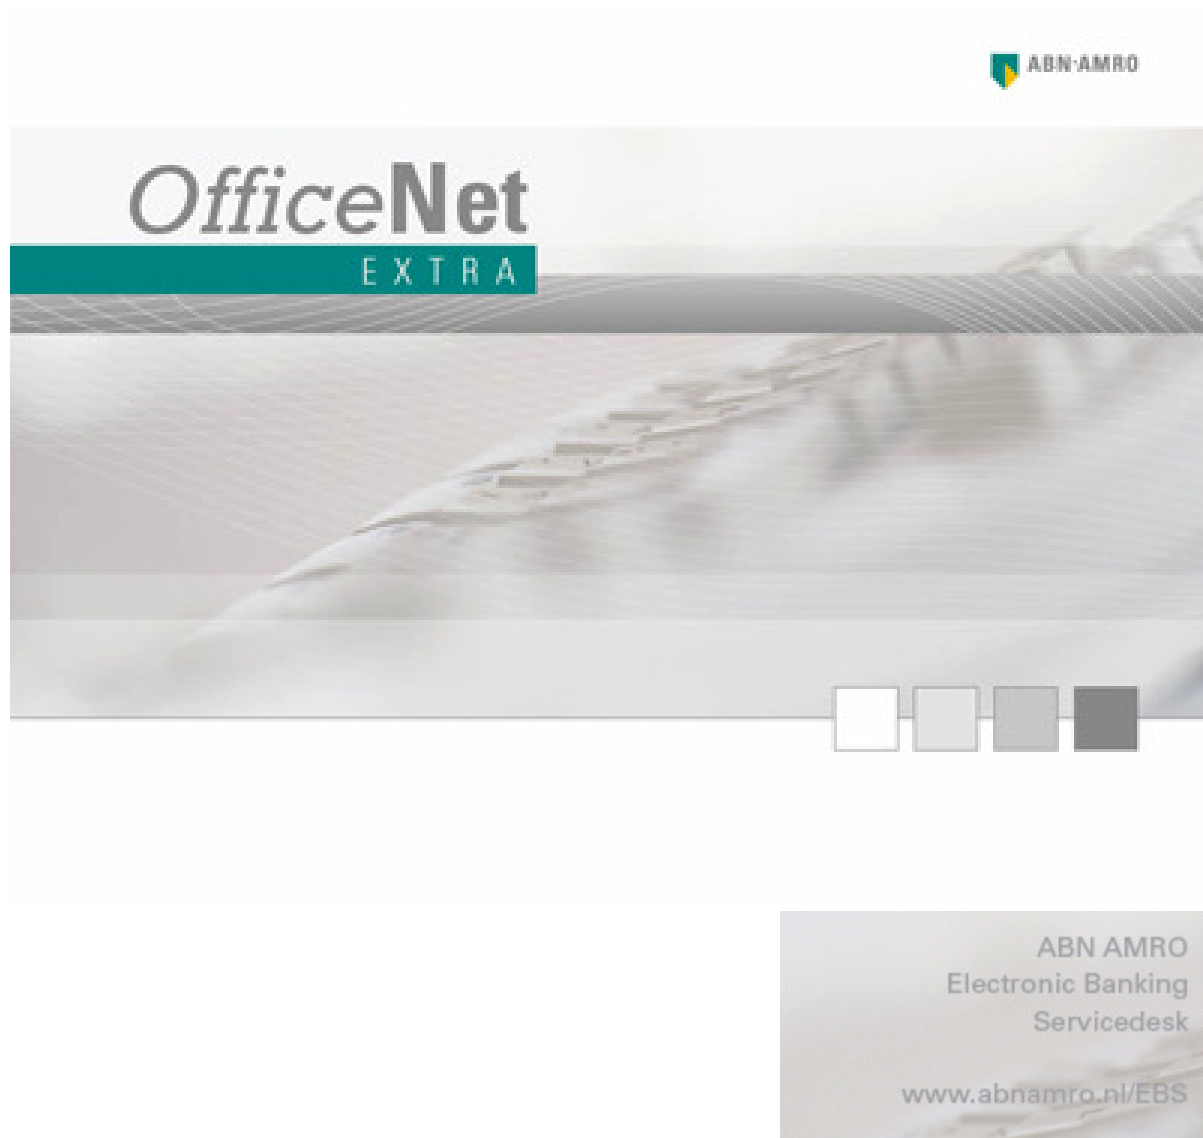 ABN·AMRO
OfficeNet
EXTRA
ABN AMRO
Electronic Banking
Servicedesk
www.abnamro.nl/EBS